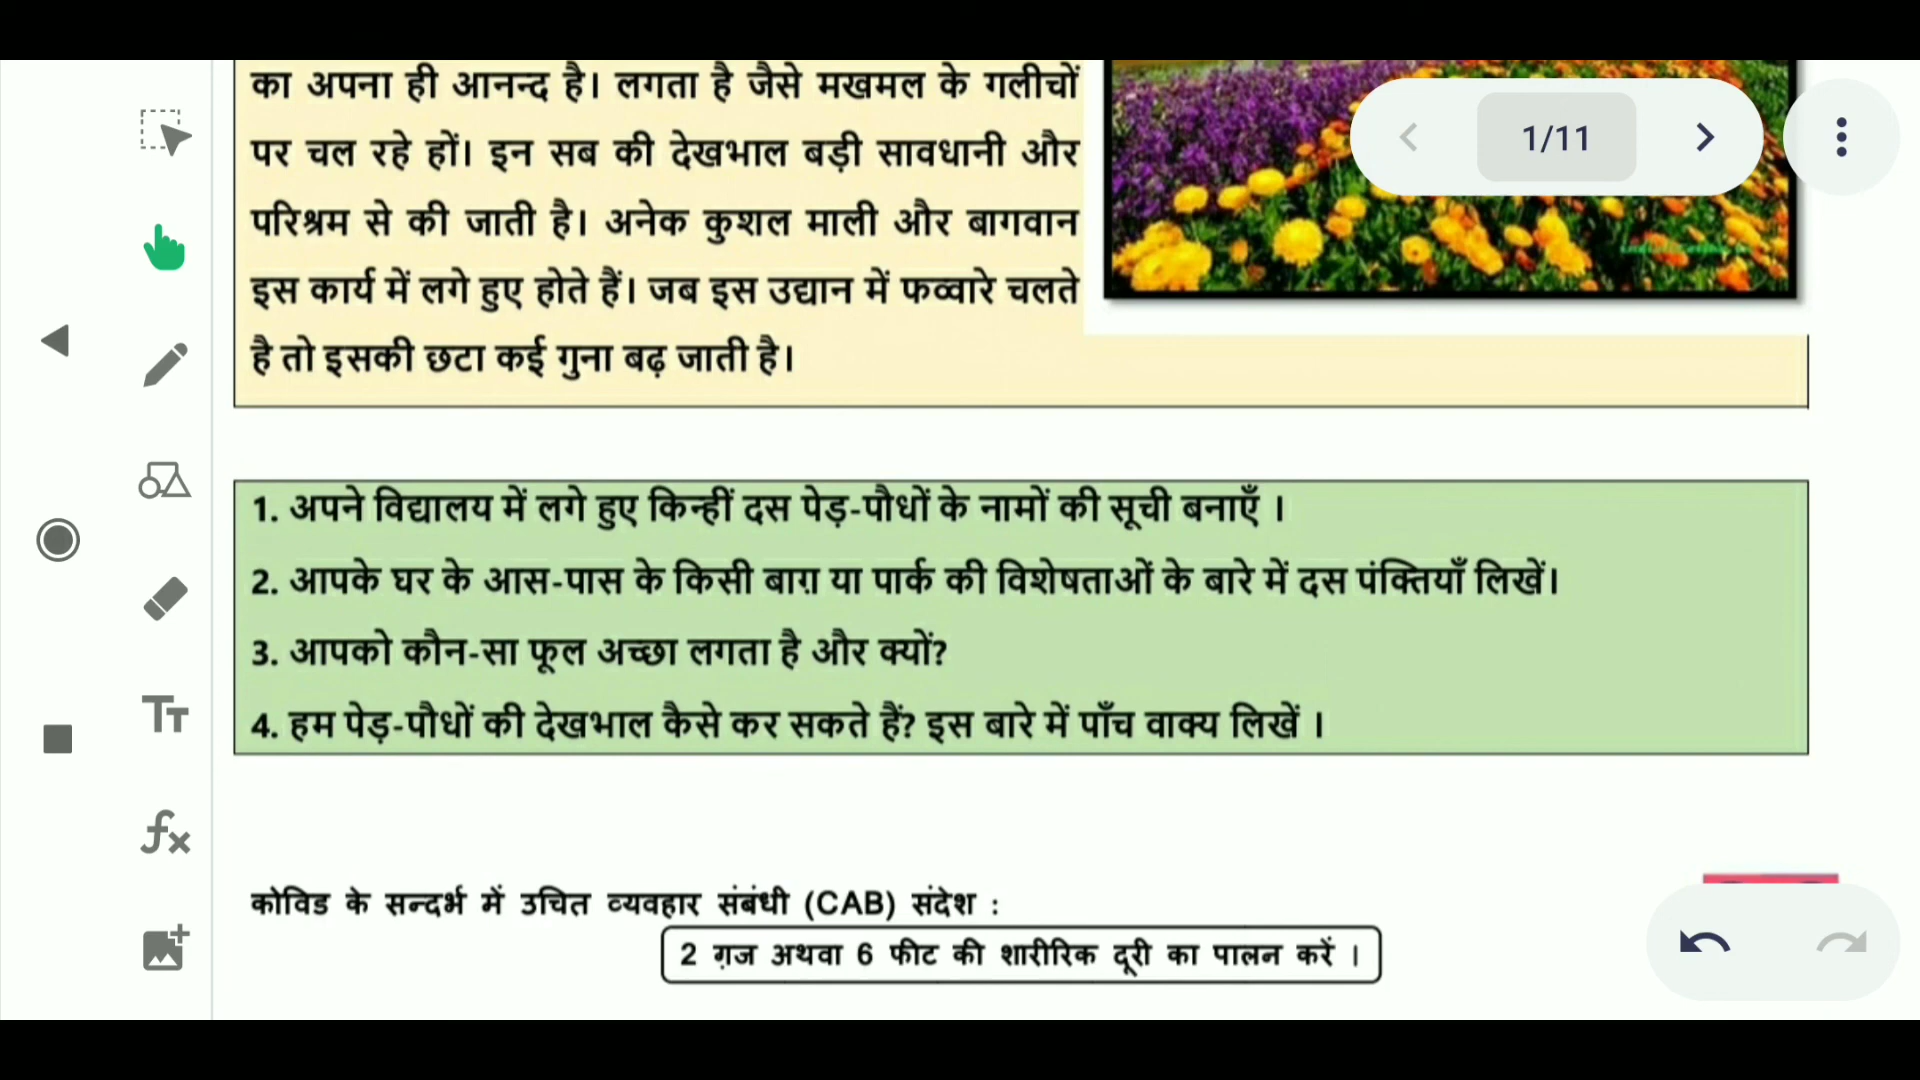 का अपना ही आनन्द है। लगता है जैसे मखमल के गलीचों
पर चल रहे हों। इन सब की देखभाल बड़ी सावधानी और
परिश्रम से की जाती है। अनेक कुशल माली और बागवान
इस कार्य में लगे हुए होते हैं। जब इस उद्यान में फव्वारे चलते
है तो इसकी छटा कई गुना बढ़ जाती है।
1/11
1. अपने विद्यालय में लगे हुए किन्हीं दस पेड़-पौधों के नामों की सूची बनाएँ ।
2. आपके घर के आस-पास के किसी बाग़ या पार्क की विशेषताओं के बारे में दस पंक्तियाँ लिखें।
3. आपको कौन-सा फूल अच्छा लगता है और क्यों?
4. हम पेड़-पौधों की देखभाल कैसे कर सकते हैं? इस बारे में पाँच वाक्य लिखें ।
Tт
fx
कोविड के सन्दर्भ में उचित व्यवहार संबंधी (CAB) संदेश :
2 ग़ज अथवा 6 फीट की शारीरिक दूरी का पालन करें ।